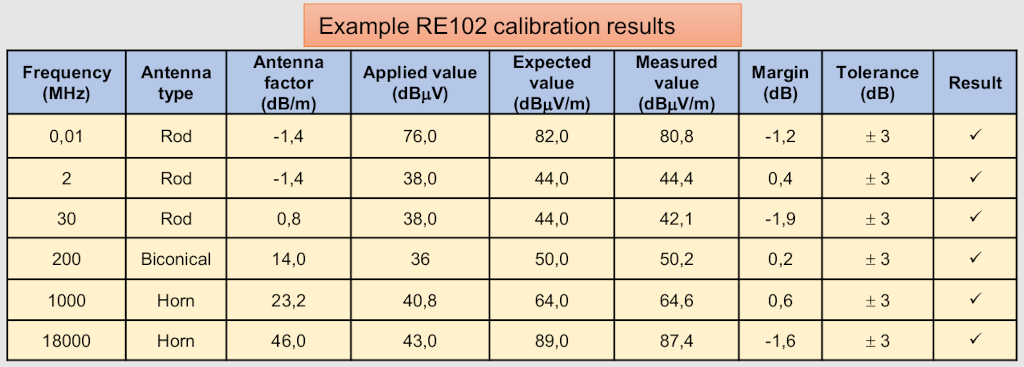 Example RE102 calibration results
Frequency (MHz) Antenna type Antenna factor (dB/m) Applied value (dBµV) Expected value (dBµV/m) Measured value (dBµV/m) Margin (dB) Tolerance (dB) Result
0,01 Rod -1,4 76,0 82,0 80,8 -1,2 ± 3 ✓
2 Rod -1,4 38,0 44,0 44,4 0,4 ± 3 ✓
30 Rod 0,8 38,0 44,0 42,1 -1,9 ± 3 ✓
200 Biconical 14,0 36 50,0 50,2 0,2 ± 3 ✓
1000 Horn 23,2 40,8 64,0 64,6 0,6 ± 3 ✓
18000 Horn 46,0 43,0 89,0 87,4 -1,6 ± 3 ✓